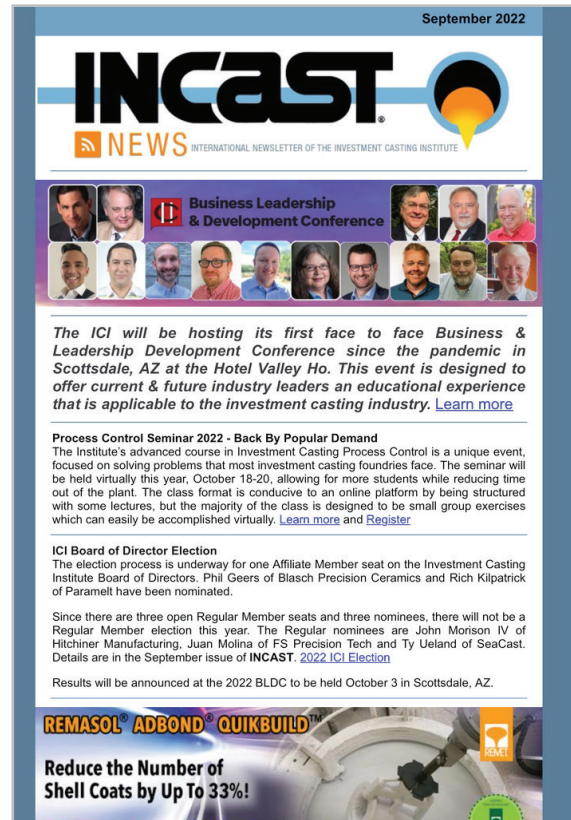 September 2022
INCAST®
NEWS INTERNATIONAL NEWSLETTER OF THE INVESTMENT CASTING INSTITUTE
ICI Business Leadership
& Development Conference
The ICI will be hosting its first face to face Business &
Leadership Development Conference since the pandemic in
Scottsdale, AZ at the Hotel Valley Ho. This event is designed to
offer current & future industry leaders an educational experience
that is applicable to the investment casting industry. Learn more
Process Control Seminar 2022 - Back By Popular Demand
The Institute's advanced course in Investment Casting Process Control is a unique event,
focused on solving problems that most investment casting foundries face. The seminar will
be held virtually this year, October 18-20, allowing for more students while reducing time
out of the plant. The class format is conducive to an online platform by being structured
with some lectures, but the majority of the class is designed to be small group exercises
which can easily be accomplished virtually. Learn more and Register
ICI Board of Director Election
The election process is underway for one Affiliate Member seat on the Investment Casting
Institute Board of Directors. Phil Geers of Blasch Precision Ceramics and Rich Kilpatrick
of Paramelt have been nominated.
Since there are three open Regular Member seats and three nominees, there will not be a
Regular Member election this year. The Regular nominees are John Morison IV of
Hitchiner Manufacturing, Juan Molina of FS Precision Tech and Ty Ueland of SeaCast.
Details are in the September issue of INCAST. 2022 ICI Election
Results will be announced at the 2022 BLDC to be held October 3 in Scottsdale, AZ.
REMASOL® ADBOND® QUIKBUILD™
REMET
Reduce the Number of
Shell Coats by Up To 33%!